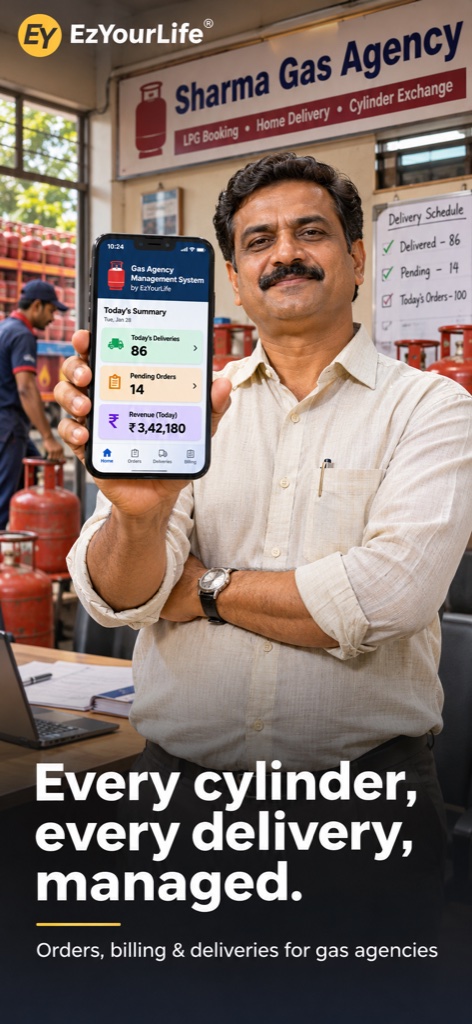 EY EzYourLife®
Sharma Gas Agency
LPG Booking • Home Delivery • Cylinder Exchange
Delivery Schedule
✓ Delivered - 86
✓ Pending - 14
✓ Today's Orders - 100
10:24
Gas Agency
Management System
by EzYourLife
Today's Summary
Tue, Jan 28
Today's Deliveries
86
Pending Orders
14
Revenue (Today)
₹ 3,42,180
Home Orders Deliveries Billing
Every cylinder,
every delivery,
managed.
Orders, billing & deliveries for gas agencies